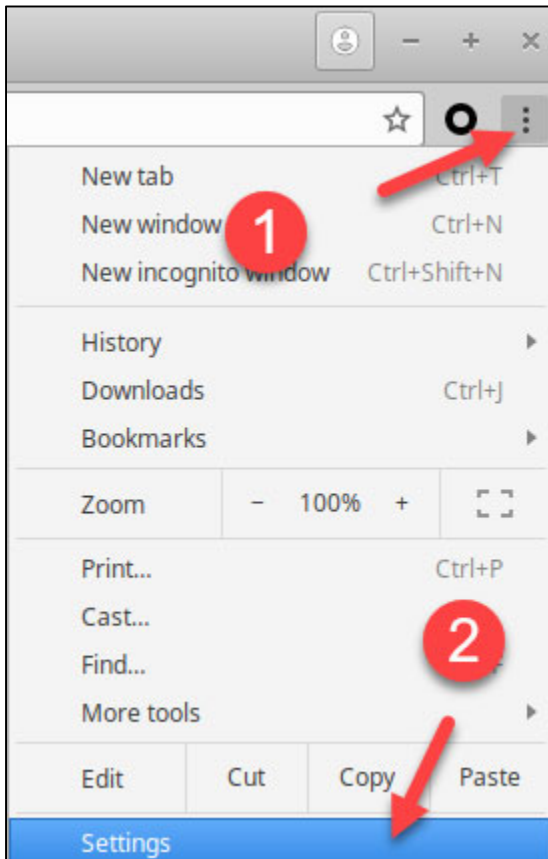 New tab Ctrl+T
New window Ctrl+N
1
New incognito window Ctrl+Shift+N
History
Downloads Ctrl+J
Bookmarks
Zoom - 100% +
Print... Ctrl+P
Cast...
Find...
2
More tools
Edit Cut Copy Paste
Settings